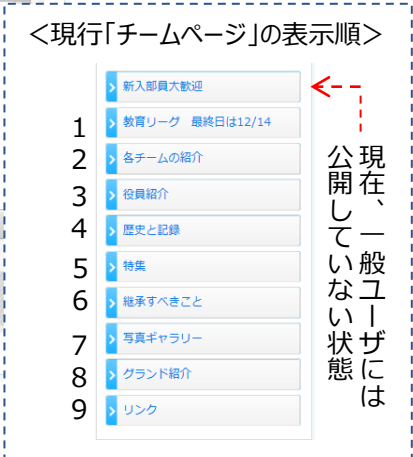 ＜現行「チームページ」の表示順＞
新入部員大歓迎
1 教育リーグ　最終日は12/14
2 各チームの紹介
3 役員紹介
4 歴史と記録
5 特集
6 継承すべきこと
7 写真ギャラリー
8 グランド紹介
9 リンク
現在、一般ユーザには
公開していない状態